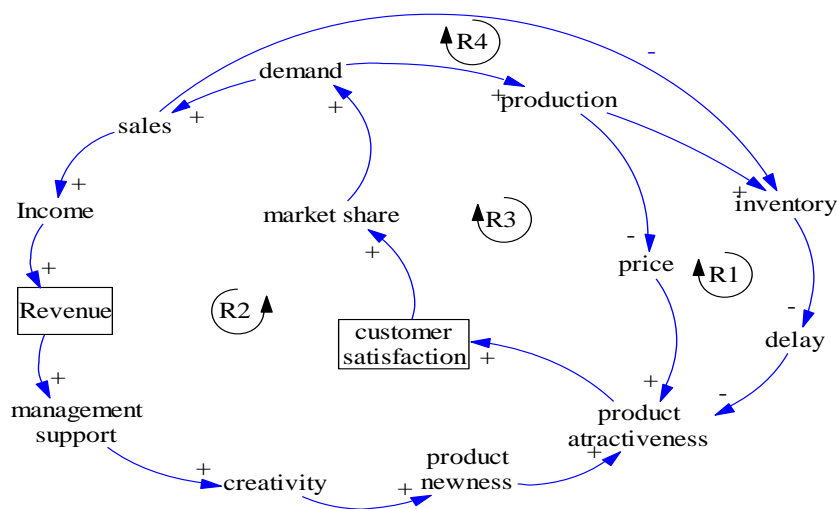 R4
-
demand
+
production
+
sales
+
+
Income
market share
R3
inventory
+
+
-
price
R1
+
Revenue
R2
customer
satisfaction
-
delay
+
+
+
-
management
support
product
atractiveness
+
creativity
+
product
newness
+